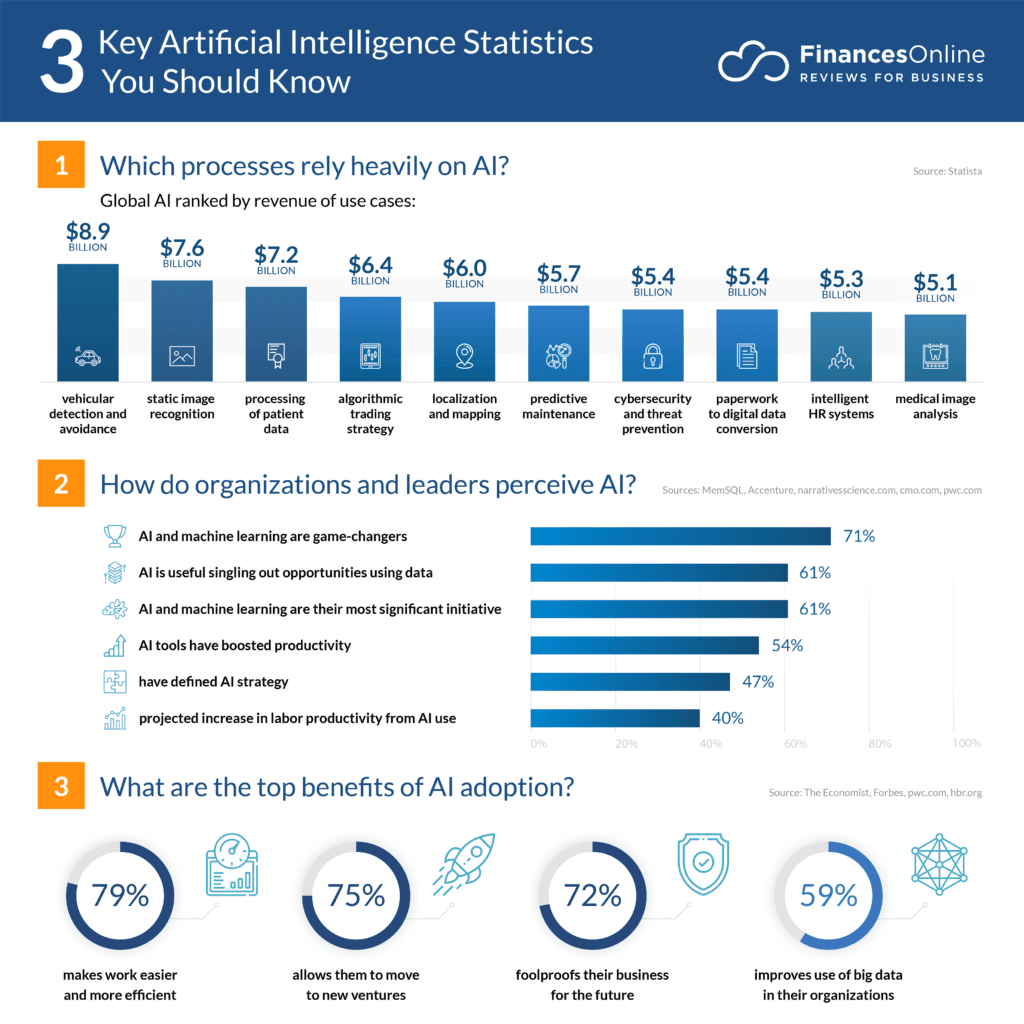 3
Key Artificial Intelligence Statistics
You Should Know
FinancesOnline
REVIEWS FOR BUSINESS
1
Which processes rely heavily on AI?
Source: Statista
Global AI ranked by revenue of use cases:
$8.9
BILLION
$7.6
BILLION
$7.2
BILLION
$6.4
BILLION
$6.0
BILLION
$5.7
BILLION
$5.4
BILLION
$5.4
BILLION
$5.3
BILLION
$5.1
BILLION
vehicular
detection and
avoidance
static image
recognition
processing
of patient
data
algorithmic
trading
strategy
localization
and mapping
predictive
maintenance
cybersecurity
and threat
prevention
paperwork
to digital data
conversion
intelligent
HR systems
medical image
analysis
2
How do organizations and leaders perceive AI?
Sources: MemSQL, Accenture, narrativesscience.com, cmo.com, pwc.com
AI and machine learning are game-changers
71%
AI is useful singling out opportunities using data
61%
AI and machine learning are their most significant initiative
61%
AI tools have boosted productivity
54%
have defined AI strategy
47%
projected increase in labor productivity from AI use
40%
0%
20%
40%
60%
80%
100%
3
What are the top benefits of AI adoption?
Source: The Economist, Forbes, pwc.com, hbr.org
79%
makes work easier
and more efficient
75%
allows them to move
to new ventures
72%
foolproofs their business
for the future
59%
improves use of big data
in their organizations